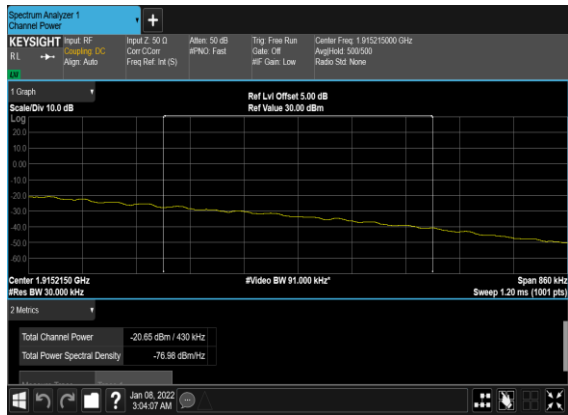 Spectrum Analyzer 1
Channel Power
KEYSIGHT
RL
Input: RF
Coupling: DC
Align: Auto
Input Z: 50 Ω
Corr CCorr
Freq Ref: Int (S)
Atten: 50 dB
#PNO: Fast
Trig: Free Run
Gate: Off
#IF Gain: Low
Center Freq: 1.915215000 GHz
Avg|Hold: 500/500
Radio Std: None
1 Graph
Scale/Div 10.0 dB
Ref Lvl Offset 5.00 dB
Ref Value 30.00 dBm
Log
20.0
10.0
0.00
-10.0
-20.0
-30.0
-40.0
-50.0
-60.0
Center 1.9152150 GHz
#Res BW 30.000 kHz
#Video BW 91.000 kHz*
Span 860 kHz
Sweep 1.20 ms (1001 pts)
2 Metrics
Total Channel Power -20.65 dBm / 430 kHz
Total Power Spectral Density -76.98 dBm/Hz
?
Jan 08, 2022
3:04:07 AM